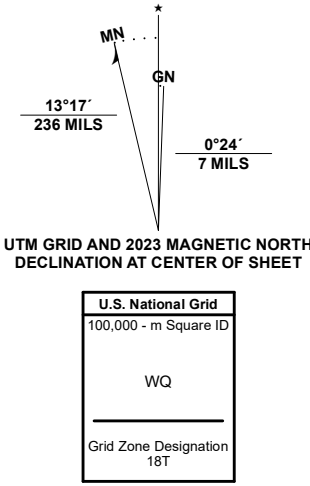 ★
MN
GN
13°17´
236 MILS
0°24´
7 MILS
UTM GRID AND 2023 MAGNETIC NORTH
DECLINATION AT CENTER OF SHEET
U.S. National Grid
100,000 - m Square ID
WQ
Grid Zone Designation
18T